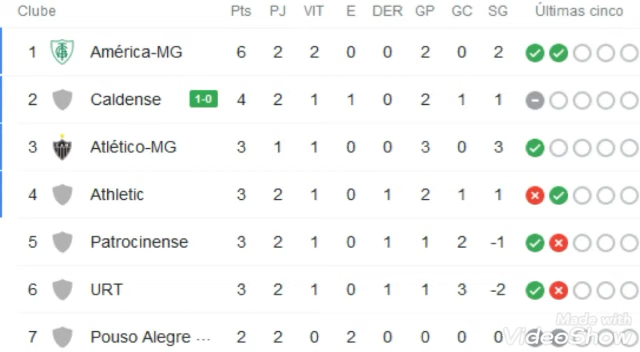 Clube Pts PJ VIT E DER GP GC SG Últimas cinco
1 América-MG 6 2 2 0 0 2 0 2
2 Caldense 1-0 4 2 1 1 0 2 1 1
3 Atlético-MG 3 1 1 0 0 3 0 3
4 Athletic 3 2 1 0 1 2 1 1
5 Patrocinense 3 2 1 0 1 1 2 -1
6 URT 3 2 1 0 1 1 3 -2
7 Pouso Alegre ... 2 2 0 2 0 0 0 0
Made with
VideoShow